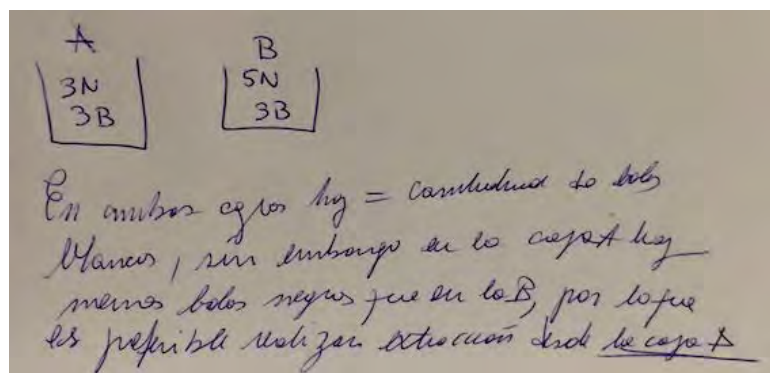 A B
3N 5N
3B 3B
En ambas cajas hay = cantidad de bolas
blancas, sin embargo en la caja A hay
menos bolas negras que en la B, por lo que
es preferible realizar extracción desde la caja A